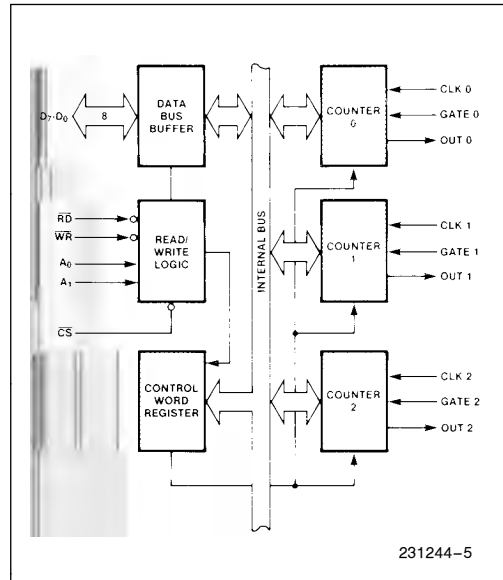 D7-D0
8
DATA
BUS
BUFFER
COUNTER
0
CLK 0
GATE 0
OUT 0
RD
WR
A0
A1
CS
READ/
WRITE
LOGIC
INTERNAL BUS
COUNTER
1
CLK 1
GATE 1
OUT 1
CONTROL
WORD
REGISTER
COUNTER
2
CLK 2
GATE 2
OUT 2
231244-5